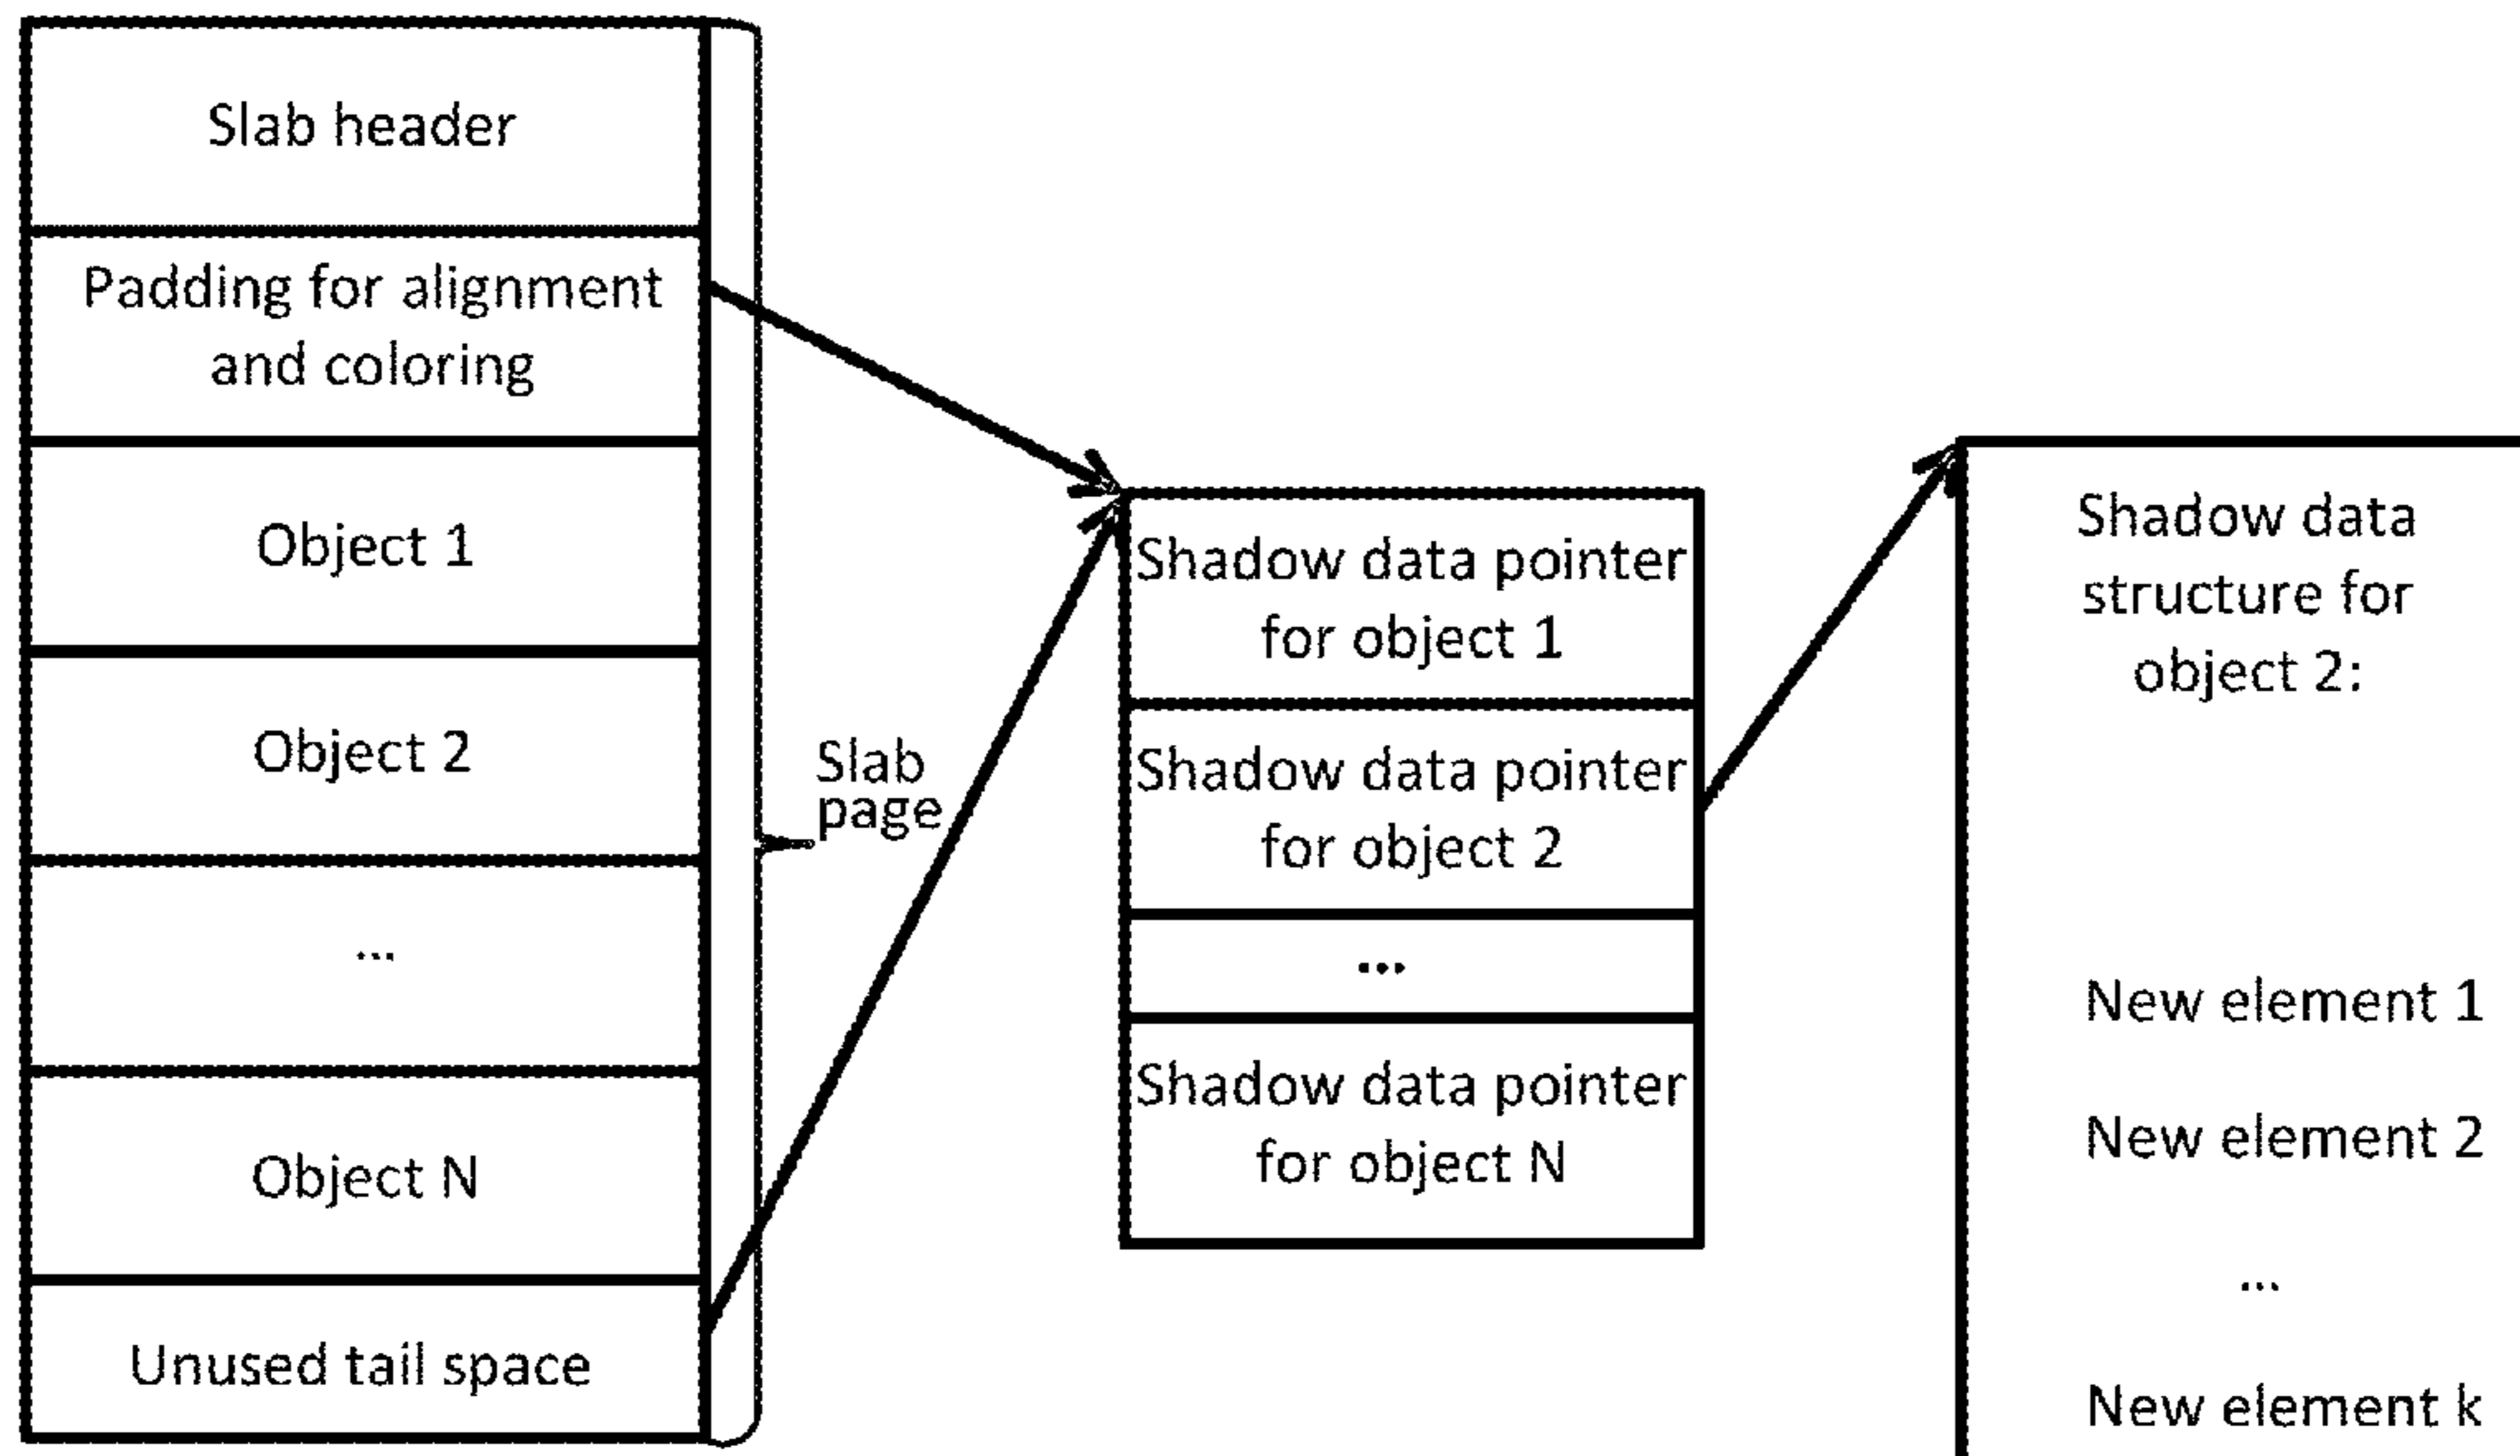 Slab header
Padding for alignment
and coloring
Object 1
Object 2
...
Object N
Unused tail space
Slab
page
Shadow data pointer
for object 1
Shadow data pointer
for object 2
...
Shadow data pointer
for object N
Shadow data
structure for
object 2:
New element 1
New element 2
...
New element k